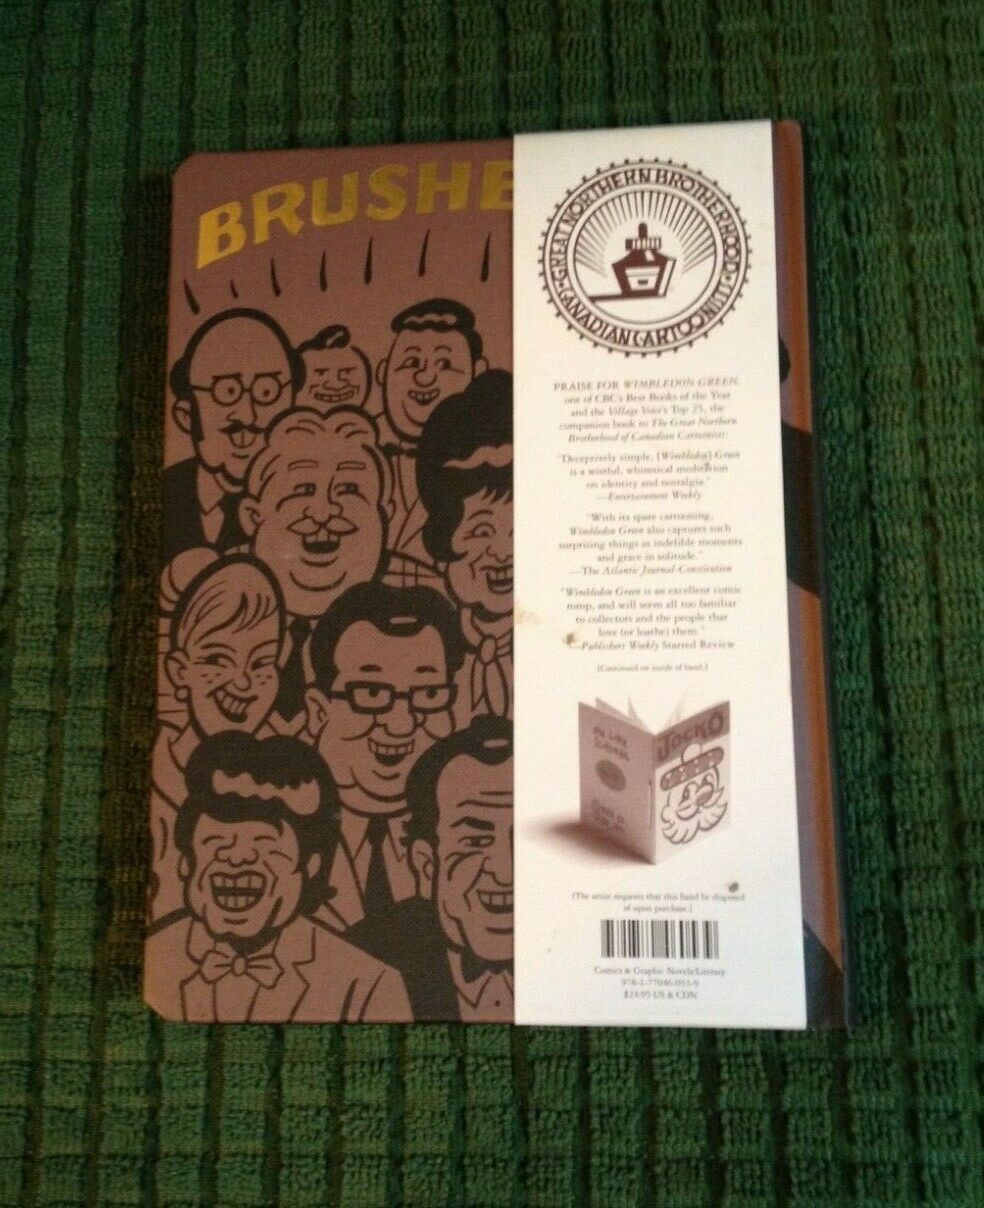 BRUSHE
GREAT NORTHERN BROTHERHOOD
CANADIAN CARTOON
PRAISE FOR WIMBLEDON GREEN,
one of CBC's Best Books of the Year
and the Village Voice's Top 25, the
companion book to The Great Northern
Brotherhood of Canadian Cartoonists:
"Deceptively simple, [Wimbledon] Green
is a wistful, whimsical meditation
on identity and nostalgia."
—Entertainment Weekly
"With its spare cartooning,
Wimbledon Green also captures such
surprising things as indelible moments
and grace in solitude."
—The Atlantic Journal-Constitution
"Wimbledon Green is an excellent comic
romp, and will seem all too familiar
to collectors and the people that
love (or loathe) them."
—Publishers Weekly Starred Review
(Continued on inside of band.)
JOCKO
[The artist requests that this band be disposed
of upon purchase.]
Comics & Graphic Novels/Literary
978-1-77046-053-9
$24.95 US & CDN